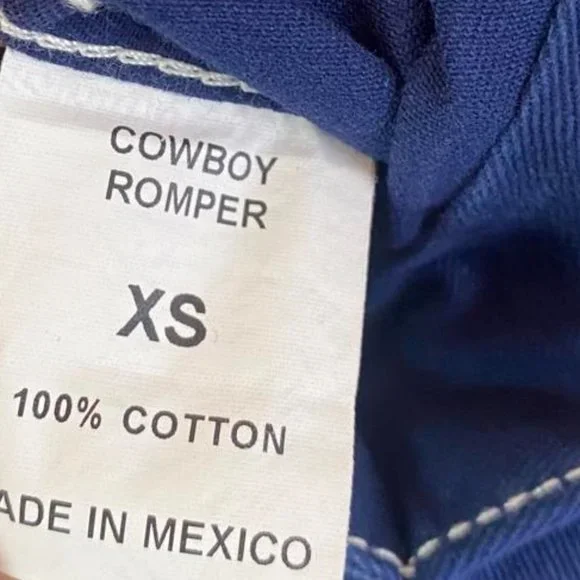 COWBOY
ROMPER
XS
100% COTTON
ADE IN MEXICO